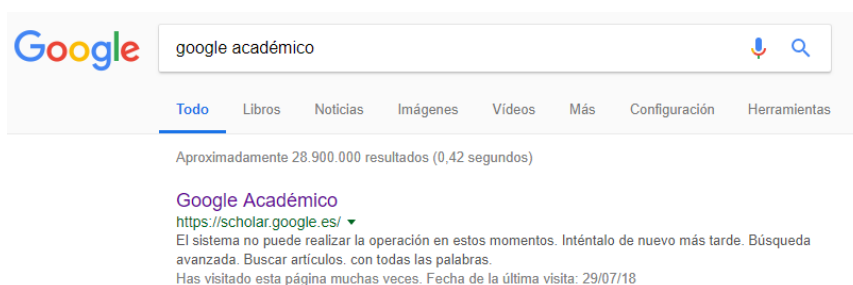 Google
google académico
Todo Libros Noticias Imágenes Vídeos Más Configuración Herramientas
Aproximadamente 28.900.000 resultados (0,42 segundos)
Google Académico
https://scholar.google.es/
El sistema no puede realizar la operación en estos momentos. Inténtalo de nuevo más tarde. Búsqueda
avanzada. Buscar artículos. con todas las palabras.
Has visitado esta página muchas veces. Fecha de la última visita: 29/07/18